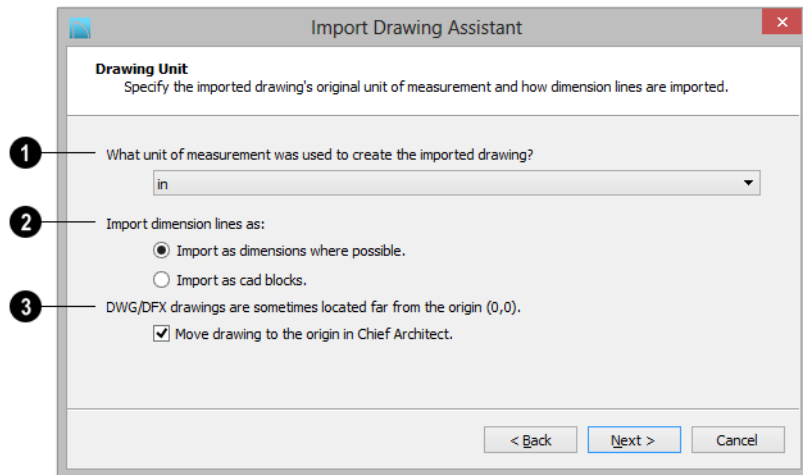 Import Drawing Assistant
Drawing Unit
Specify the imported drawing's original unit of measurement and how dimension lines are imported.
1 What unit of measurement was used to create the imported drawing?
in
2 Import dimension lines as:
Import as dimensions where possible.
Import as cad blocks.
3 DWG/DFX drawings are sometimes located far from the origin (0,0).
Move drawing to the origin in Chief Architect.
< Back Next > Cancel